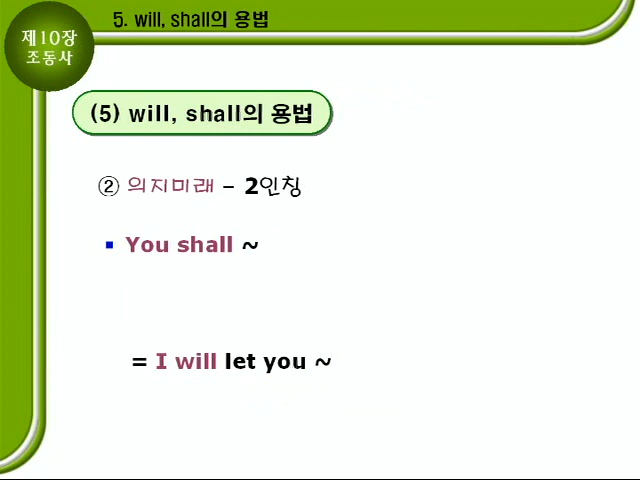 제10장
조동사
5. will, shall의 용법
(5) will, shall의 용법
② 의지미래 – 2인칭
▪ You shall ~
= I will let you ~